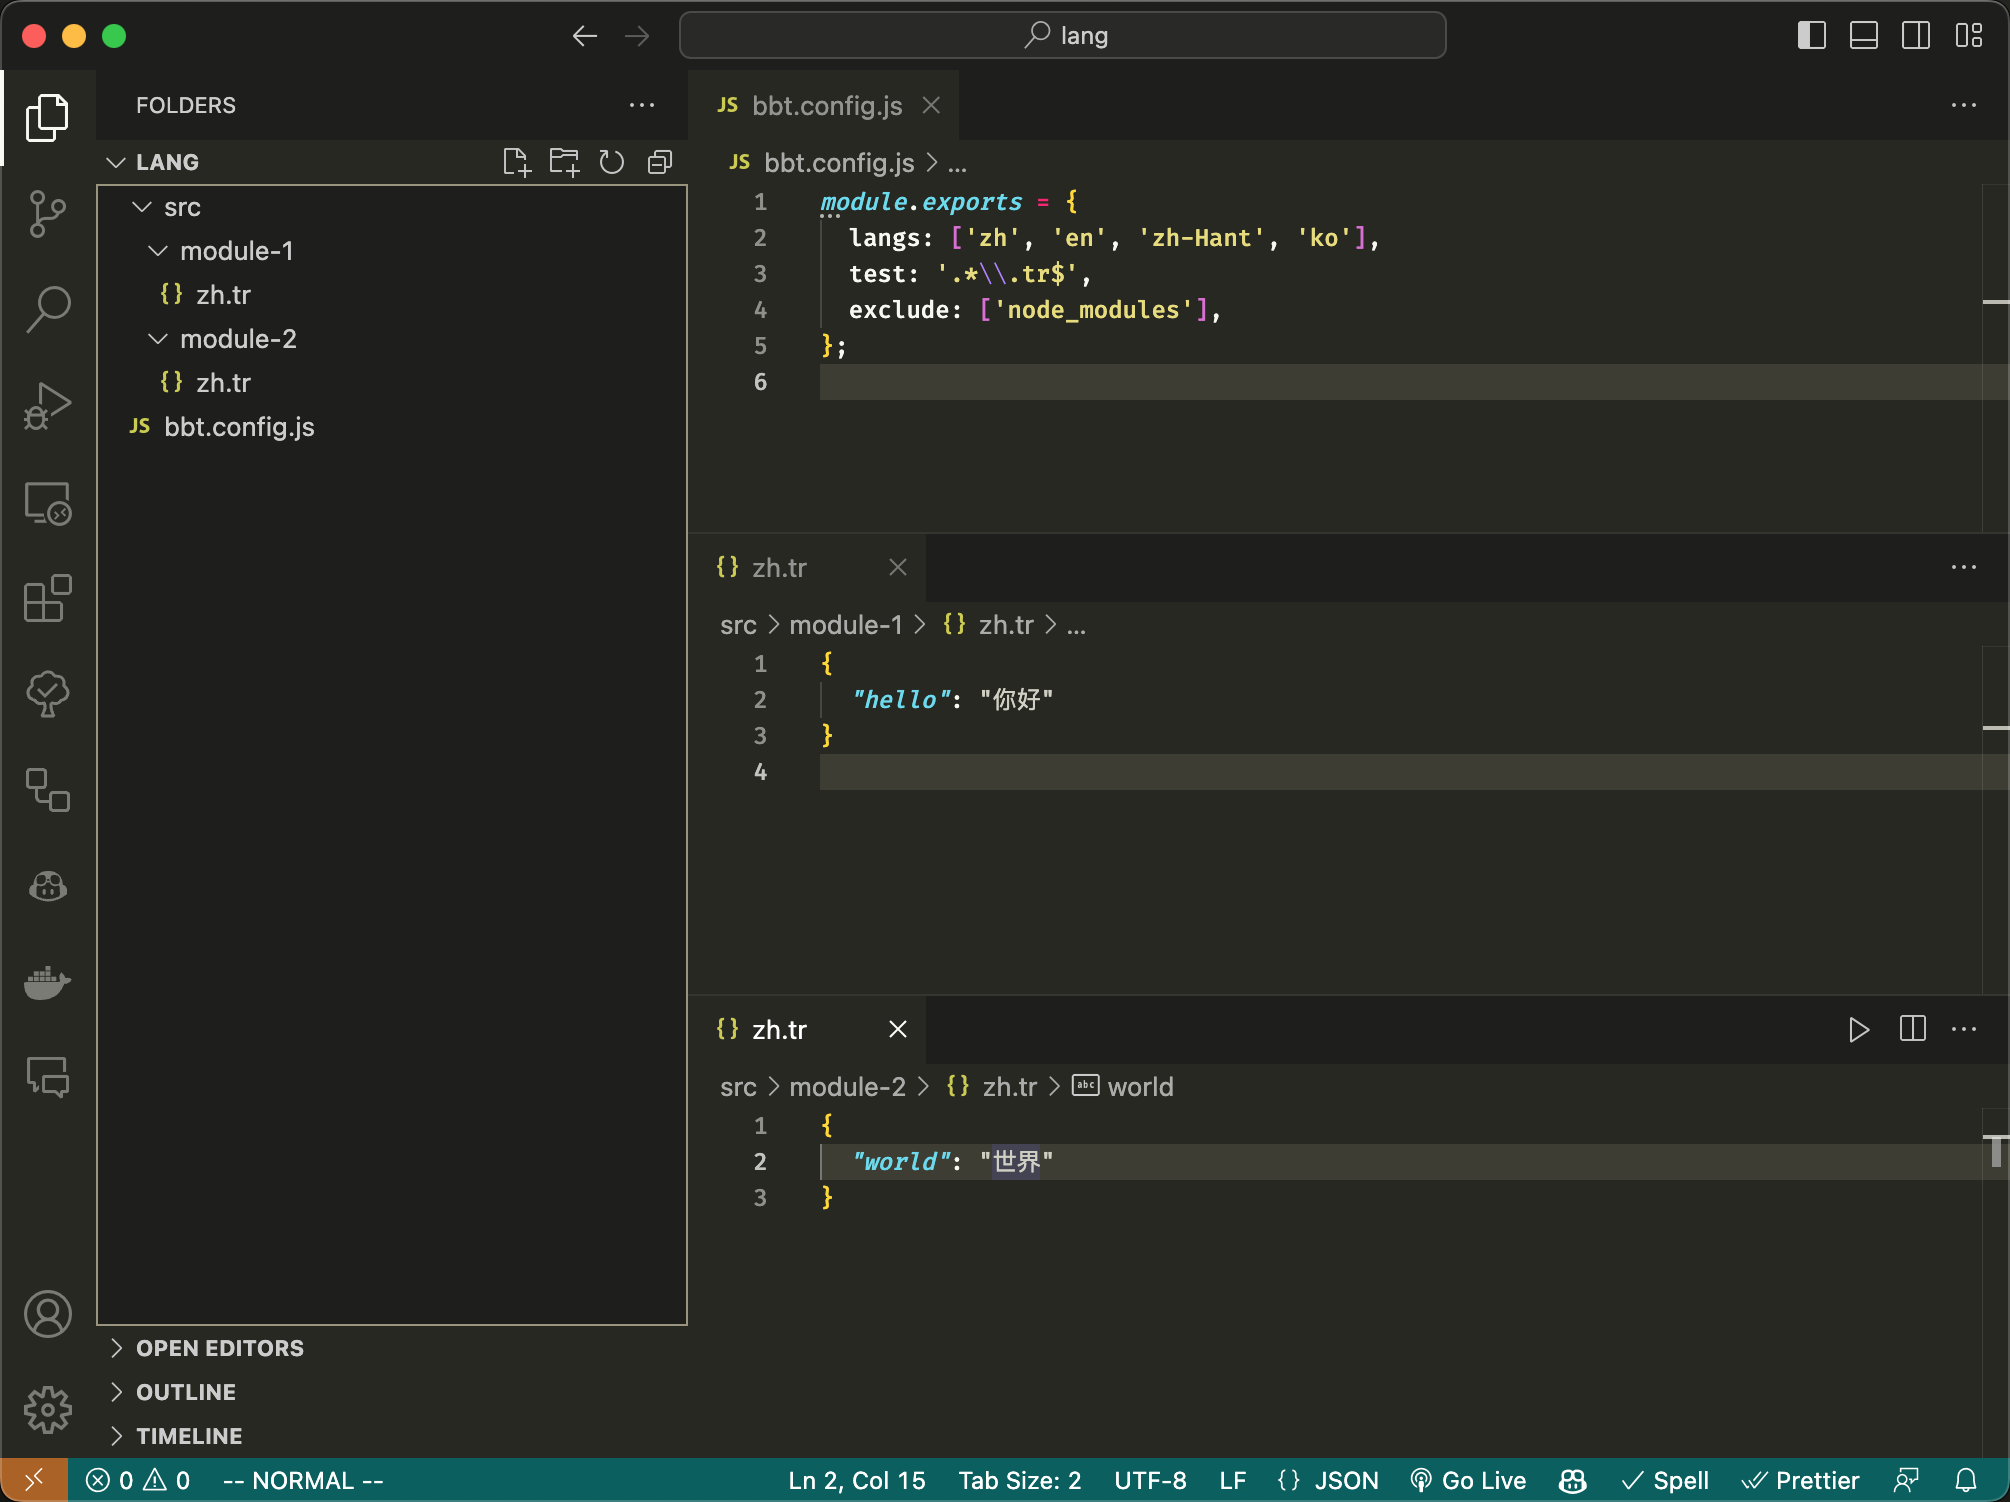 lang
FOLDERS
LANG
src
module-1
{} zh.tr
module-2
{} zh.tr
JS bbt.config.js
OPEN EDITORS
OUTLINE
TIMELINE
JS bbt.config.js
JS bbt.config.js > ...
1 module.exports = {
2 langs: ['zh', 'en', 'zh-Hant', 'ko'],
3 test: '.*\\.tr$',
4 exclude: ['node_modules'],
5 };
6
{} zh.tr
src > module-1 > {} zh.tr > ...
1 {
2 "hello": "你好"
3 }
4
{} zh.tr
src > module-2 > {} zh.tr > abc world
1 {
2 "world": "世界"
3 }
0 0 -- NORMAL -- Ln 2, Col 15 Tab Size: 2 UTF-8 LF {} JSON Go Live Spell Prettier